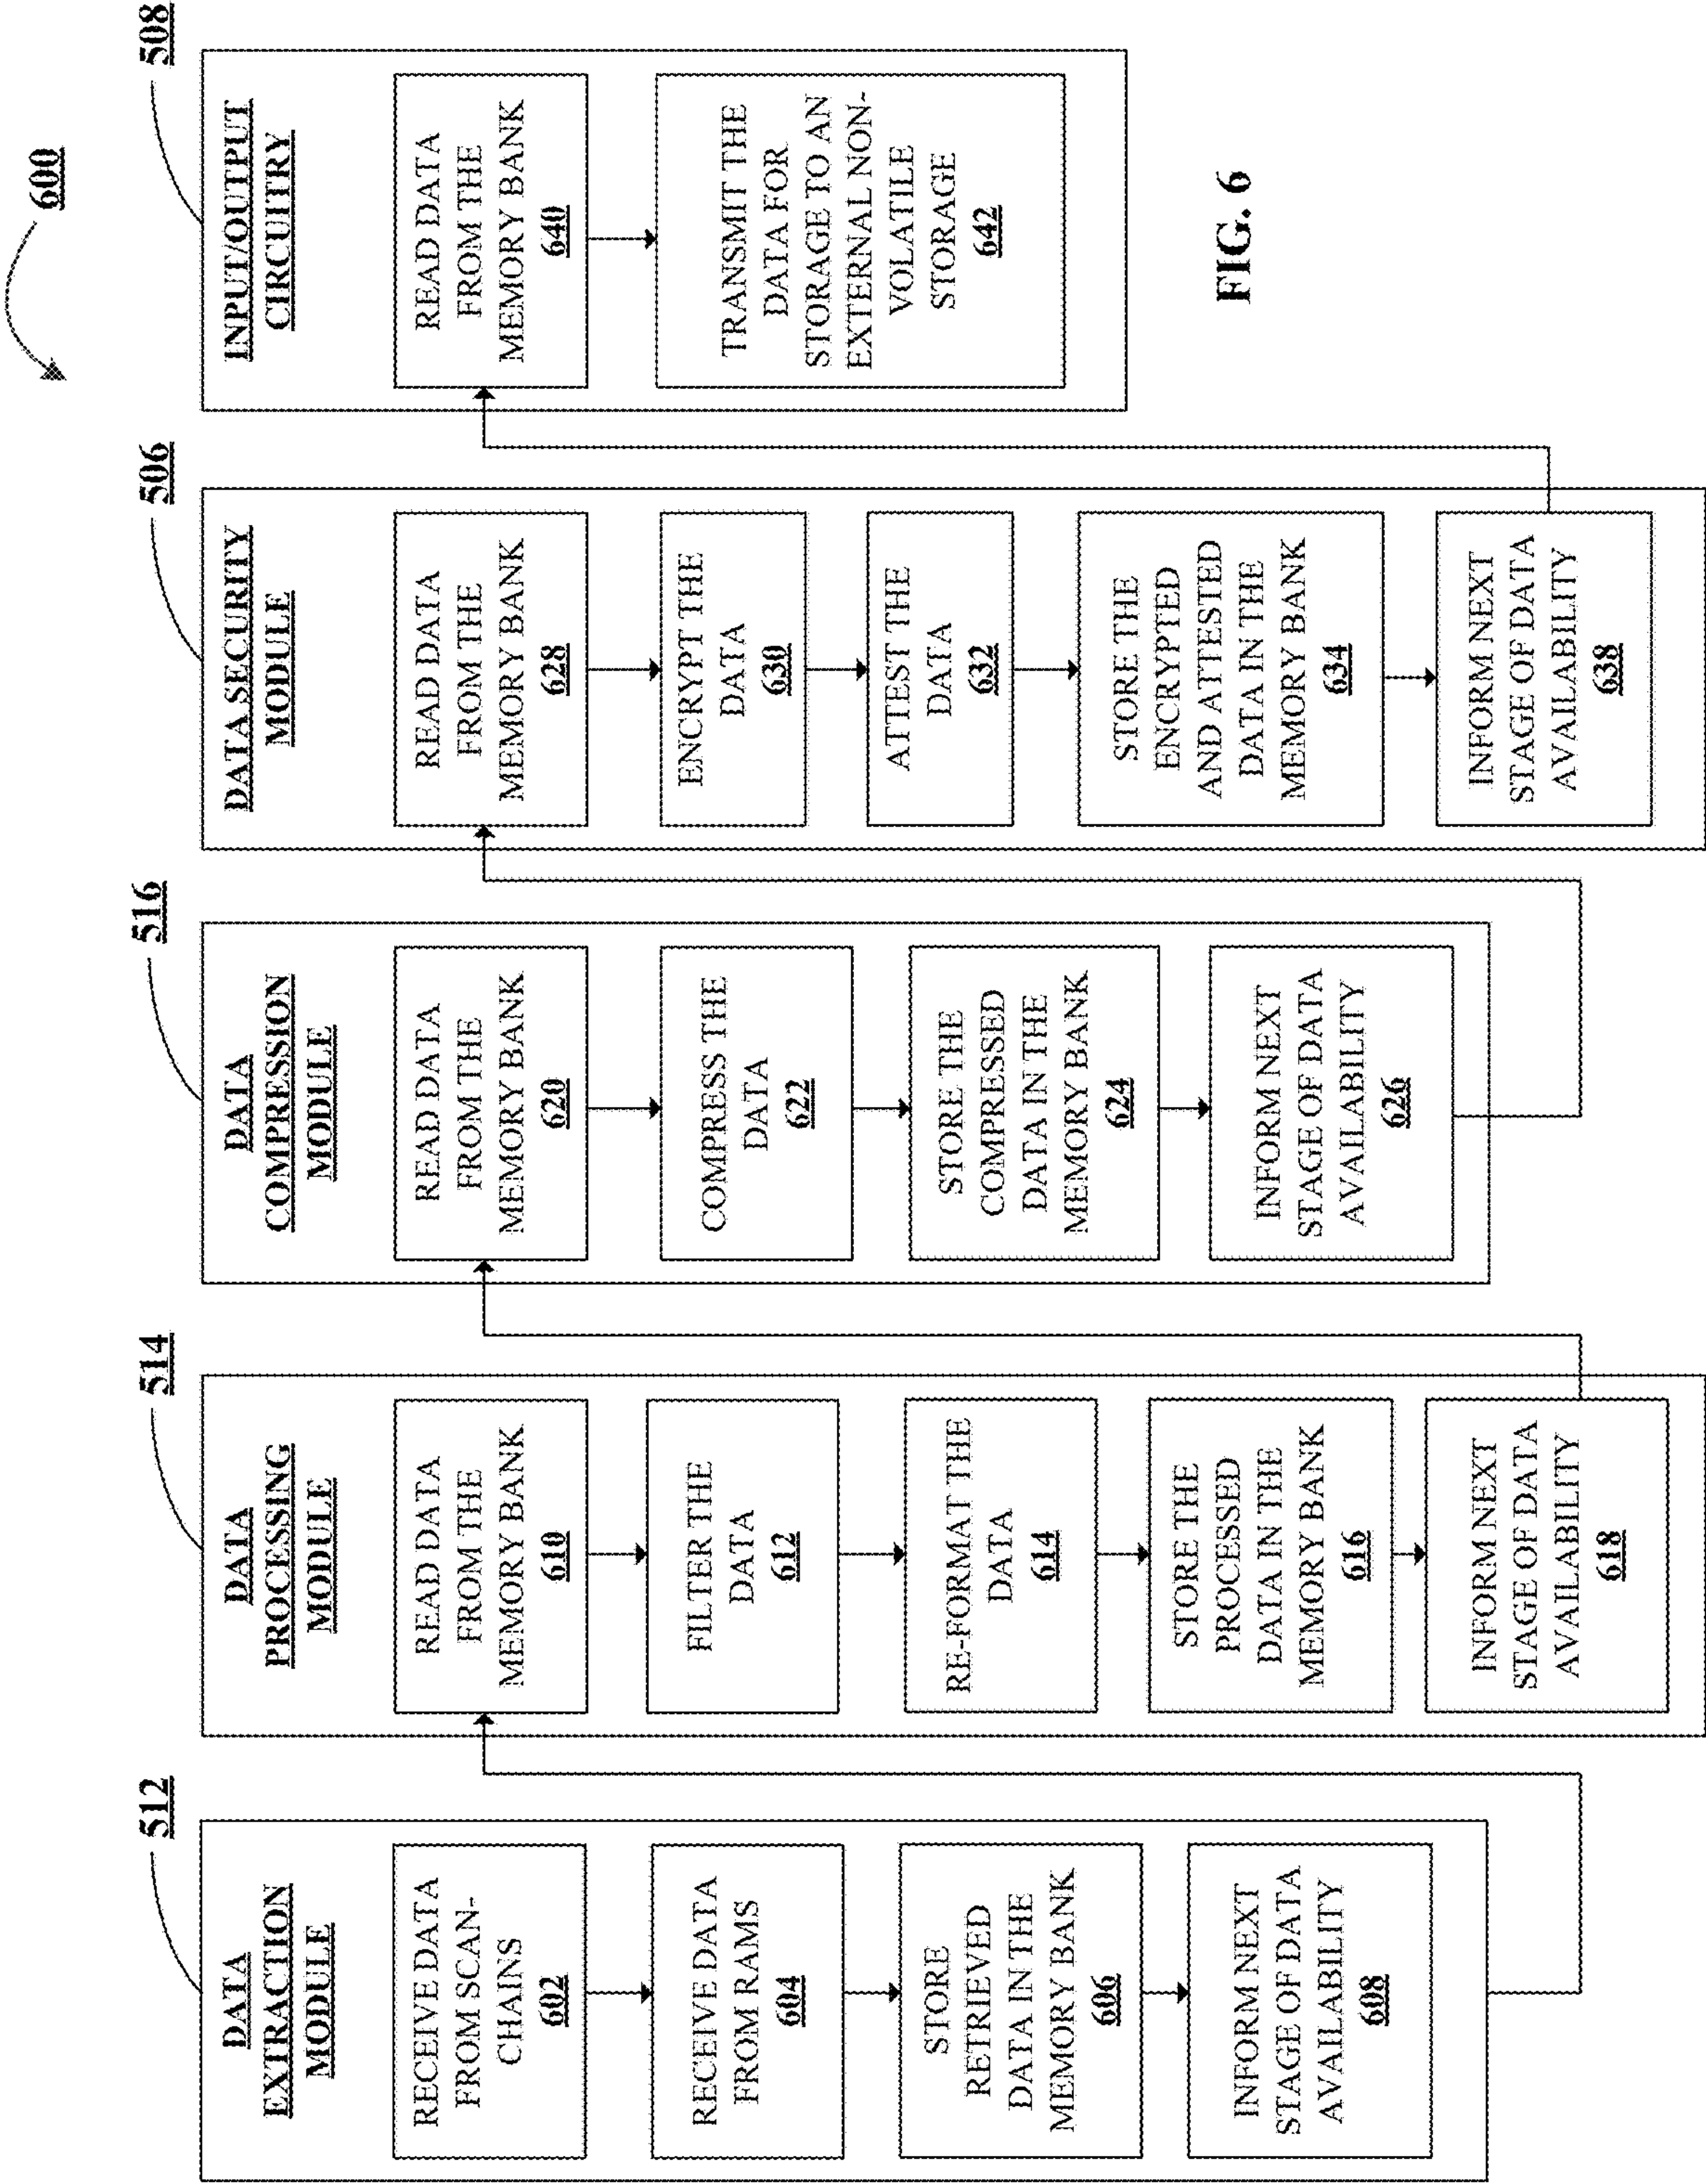 600
512
DATA
EXTRACTION
MODULE
RECEIVE DATA
FROM SCAN-
CHAINS
602
RECEIVE DATA
FROM RAMS
604
STORE
RETRIEVED
DATA IN THE
MEMORY BANK
606
INFORM NEXT
STAGE OF DATA
AVAILABILITY
608
514
DATA
PROCESSING
MODULE
READ DATA
FROM THE
MEMORY BANK
610
FILTER THE
DATA
612
RE-FORMAT THE
DATA
614
STORE THE
PROCESSED
DATA IN THE
MEMORY BANK
616
INFORM NEXT
STAGE OF DATA
AVAILABILITY
618
516
DATA
COMPRESSION
MODULE
READ DATA
FROM THE
MEMORY BANK
620
COMPRESS THE
DATA
622
STORE THE
COMPRESSED
DATA IN THE
MEMORY BANK
624
INFORM NEXT
STAGE OF DATA
AVAILABILITY
626
506
DATA SECURITY
MODULE
READ DATA
FROM THE
MEMORY BANK
628
ENCRYPT THE
DATA
630
ATTEST THE
DATA
632
STORE THE
ENCRYPTED
AND ATTESTED
DATA IN THE
MEMORY BANK
634
INFORM NEXT
STAGE OF DATA
AVAILABILITY
638
508
INPUT/OUTPUT
CIRCUITRY
READ DATA
FROM THE
MEMORY BANK
640
TRANSMIT THE
DATA FOR
STORAGE TO AN
EXTERNAL NON-
VOLATILE
STORAGE
642
FIG. 6